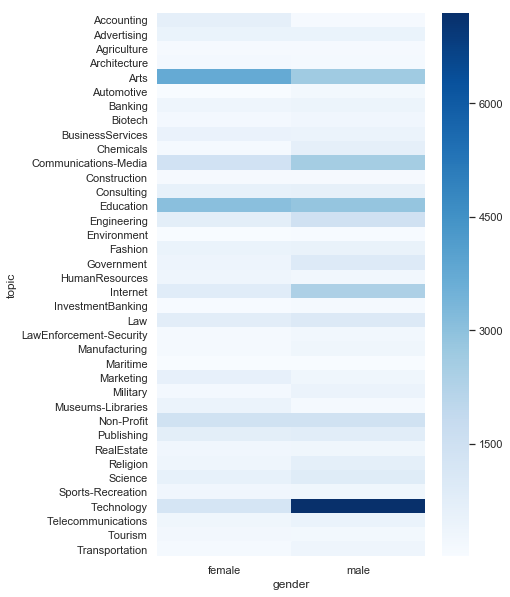 Accounting
Advertising
Agriculture
Architecture
Arts
Automotive
Banking
Biotech
BusinessServices
Chemicals
Communications-Media
Construction
Consulting
Education
Engineering
Environment
Fashion
Government
HumanResources
Internet
InvestmentBanking
Law
LawEnforcement-Security
Manufacturing
Maritime
Marketing
Military
Museums-Libraries
Non-Profit
Publishing
RealEstate
Religion
Science
Sports-Recreation
Technology
Telecommunications
Tourism
Transportation
topic
female
male
gender
6000
4500
3000
1500